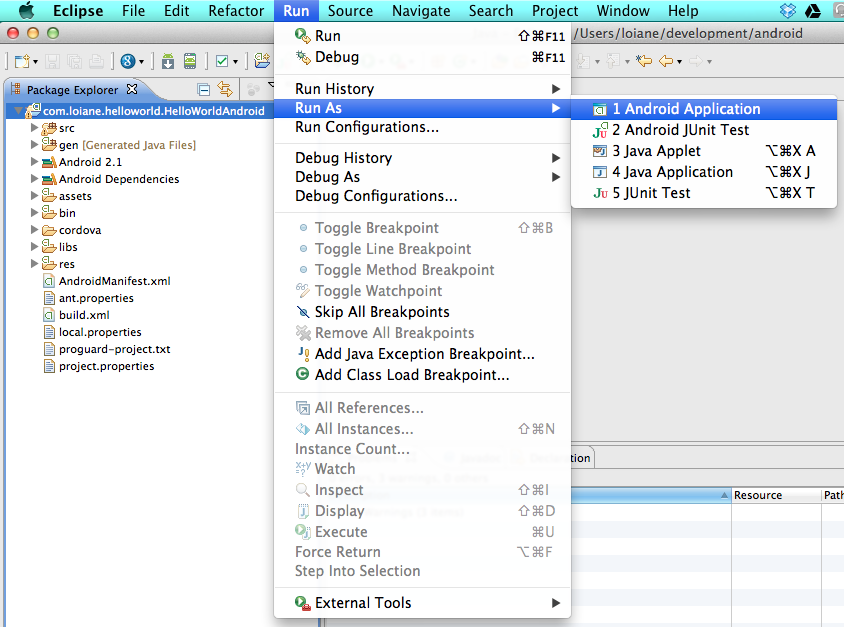 Eclipse File Edit Refactor Run Source Navigate Search Project Window Help
/Users/loiane/development/android
Package Explorer
com.loiane.helloworld.HelloWorldAndroid
src
gen [Generated Java Files]
Android 2.1
Android Dependencies
assets
bin
cordova
libs
res
AndroidManifest.xml
ant.properties
build.xml
local.properties
proguard-project.txt
project.properties
Run ⇧⌘F11
Debug ⌘F11
Run History
Run As
Run Configurations...
Debug History
Debug As
Debug Configurations...
Toggle Breakpoint ⇧⌘B
Toggle Line Breakpoint
Toggle Method Breakpoint
Toggle Watchpoint
Skip All Breakpoints
Remove All Breakpoints
Add Java Exception Breakpoint...
Add Class Load Breakpoint...
All References...
All Instances... ⇧⌘N
Instance Count...
Watch
Inspect ⇧⌘I
Display ⇧⌘D
Execute ⌘U
Force Return ⌥⌘F
Step Into Selection
External Tools
1 Android Application
2 Android JUnit Test
3 Java Applet ⌥⌘X A
4 Java Application ⌥⌘X J
5 JUnit Test ⌥⌘X T
tion
Resource Path